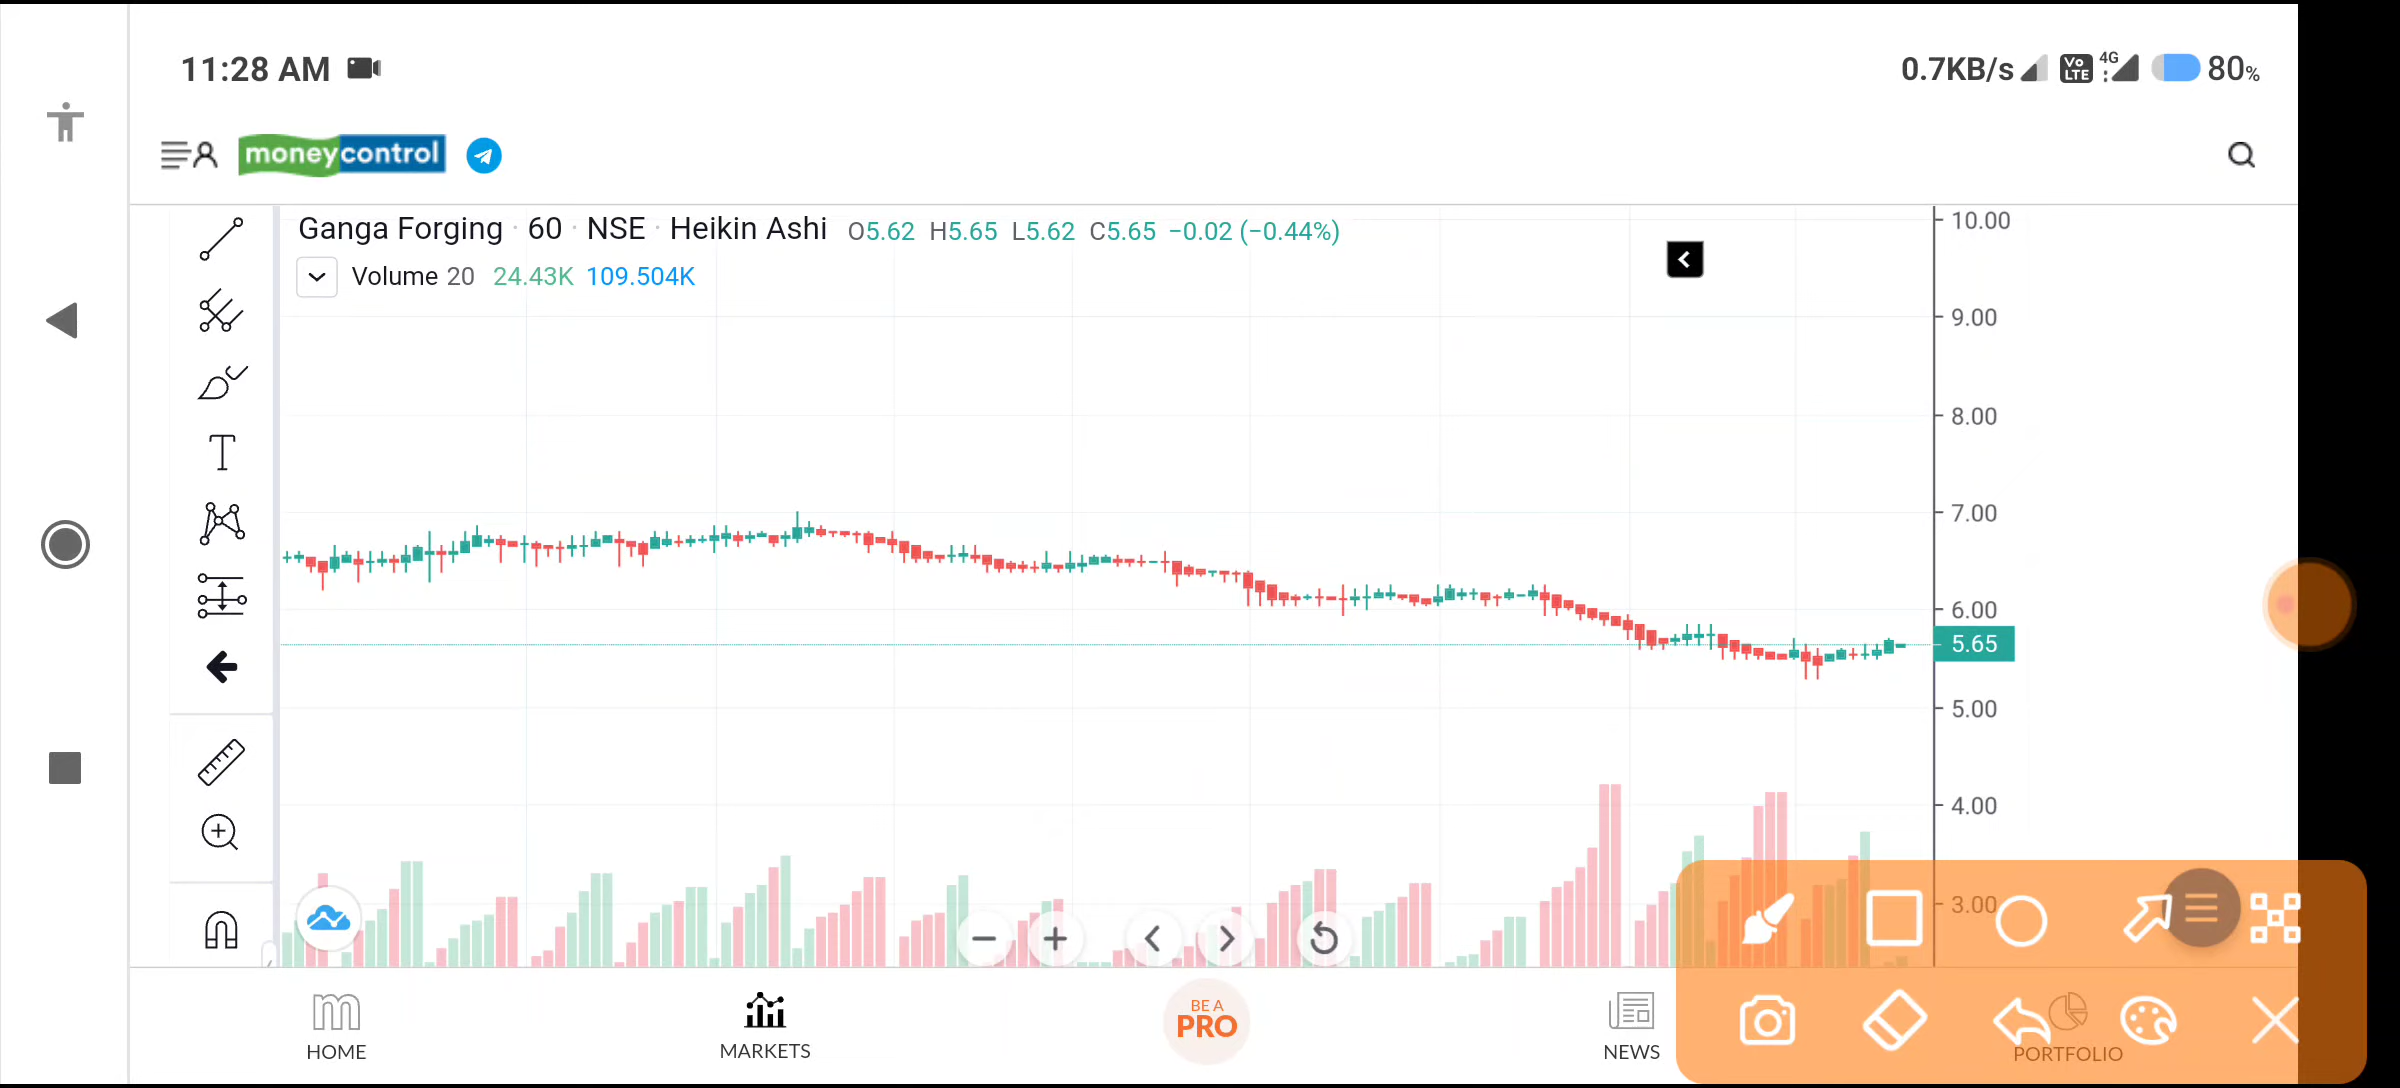 11:28 AM
0.7KB/s Vo LTE 4G 80%
moneycontrol
Ganga Forging · 60 · NSE · Heikin Ashi O5.62 H5.65 L5.62 C5.65 −0.02 (−0.44%)
Volume 20 24.43K 109.504K
10.00
9.00
8.00
7.00
6.00
5.65
5.00
4.00
3.00
m
HOME
MARKETS
BE A
PRO
NEWS
PORTFOLIO